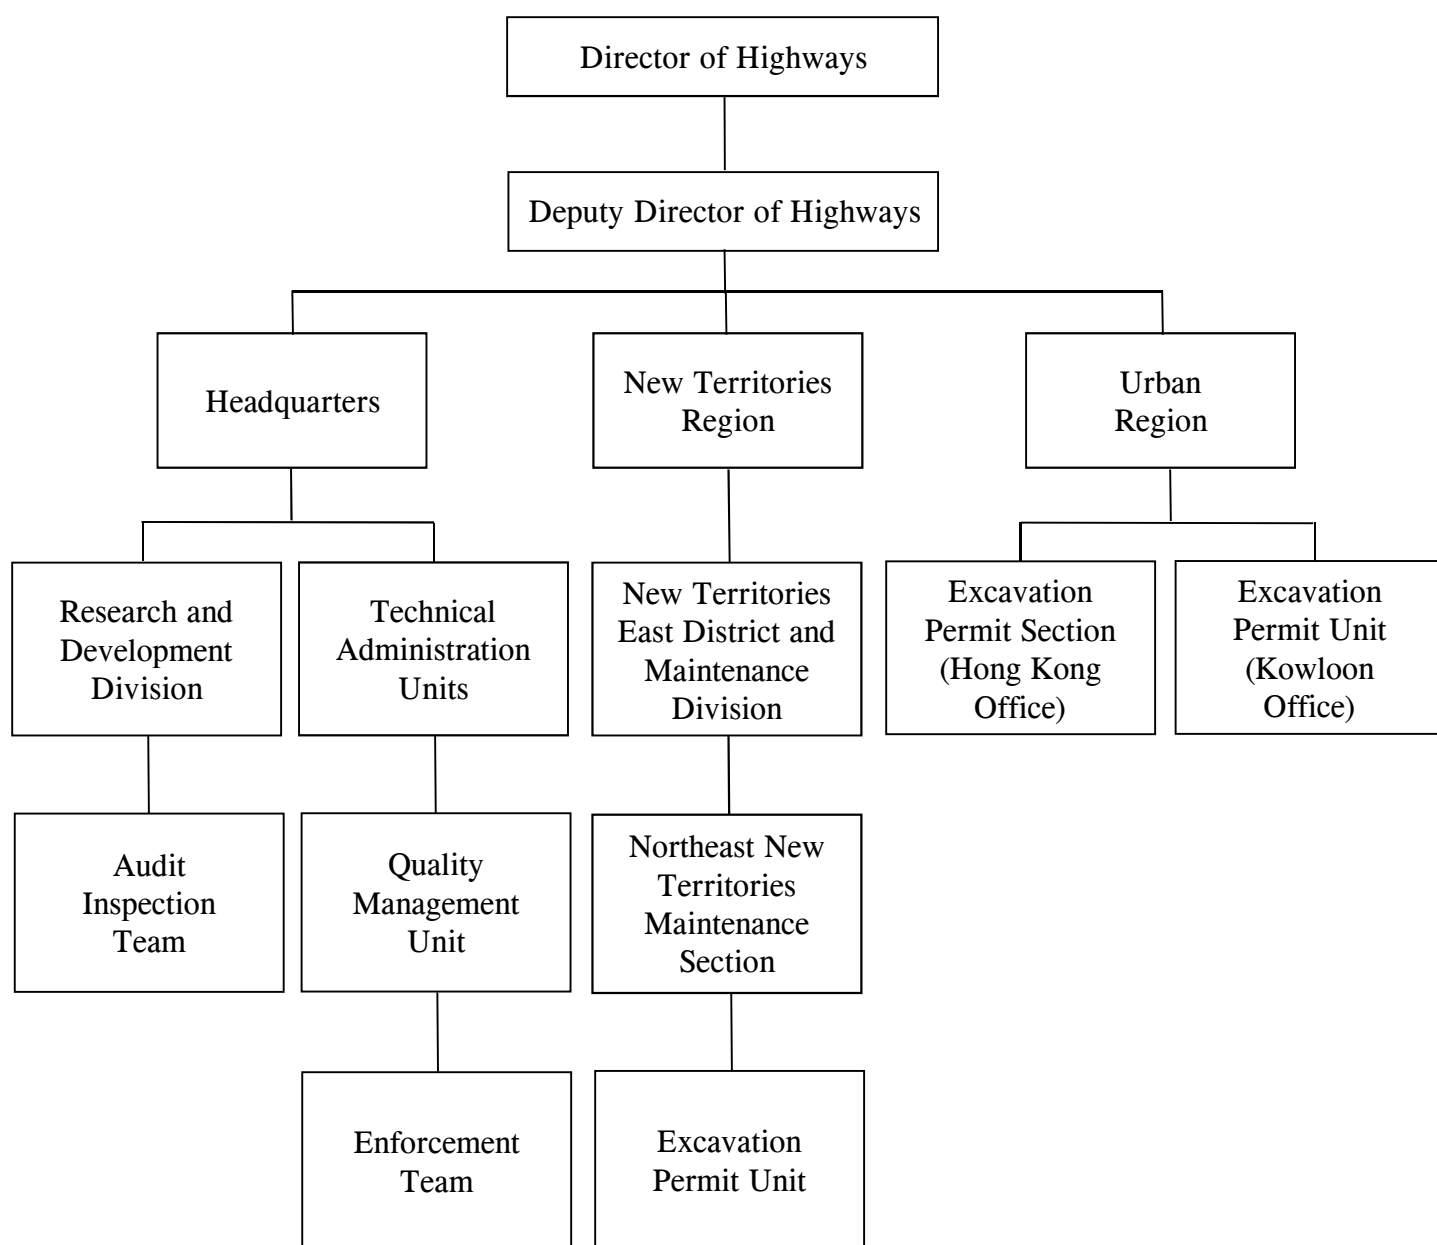 Director of Highways
Deputy Director of Highways
Headquarters
New Territories
Region
Urban
Region
Research and
Development
Division
Technical
Administration
Units
New Territories
East District and
Maintenance
Division
Excavation
Permit Section
(Hong Kong
Office)
Excavation
Permit Unit
(Kowloon
Office)
Audit
Inspection
Team
Quality
Management
Unit
Northeast New
Territories
Maintenance
Section
Enforcement
Team
Excavation
Permit Unit